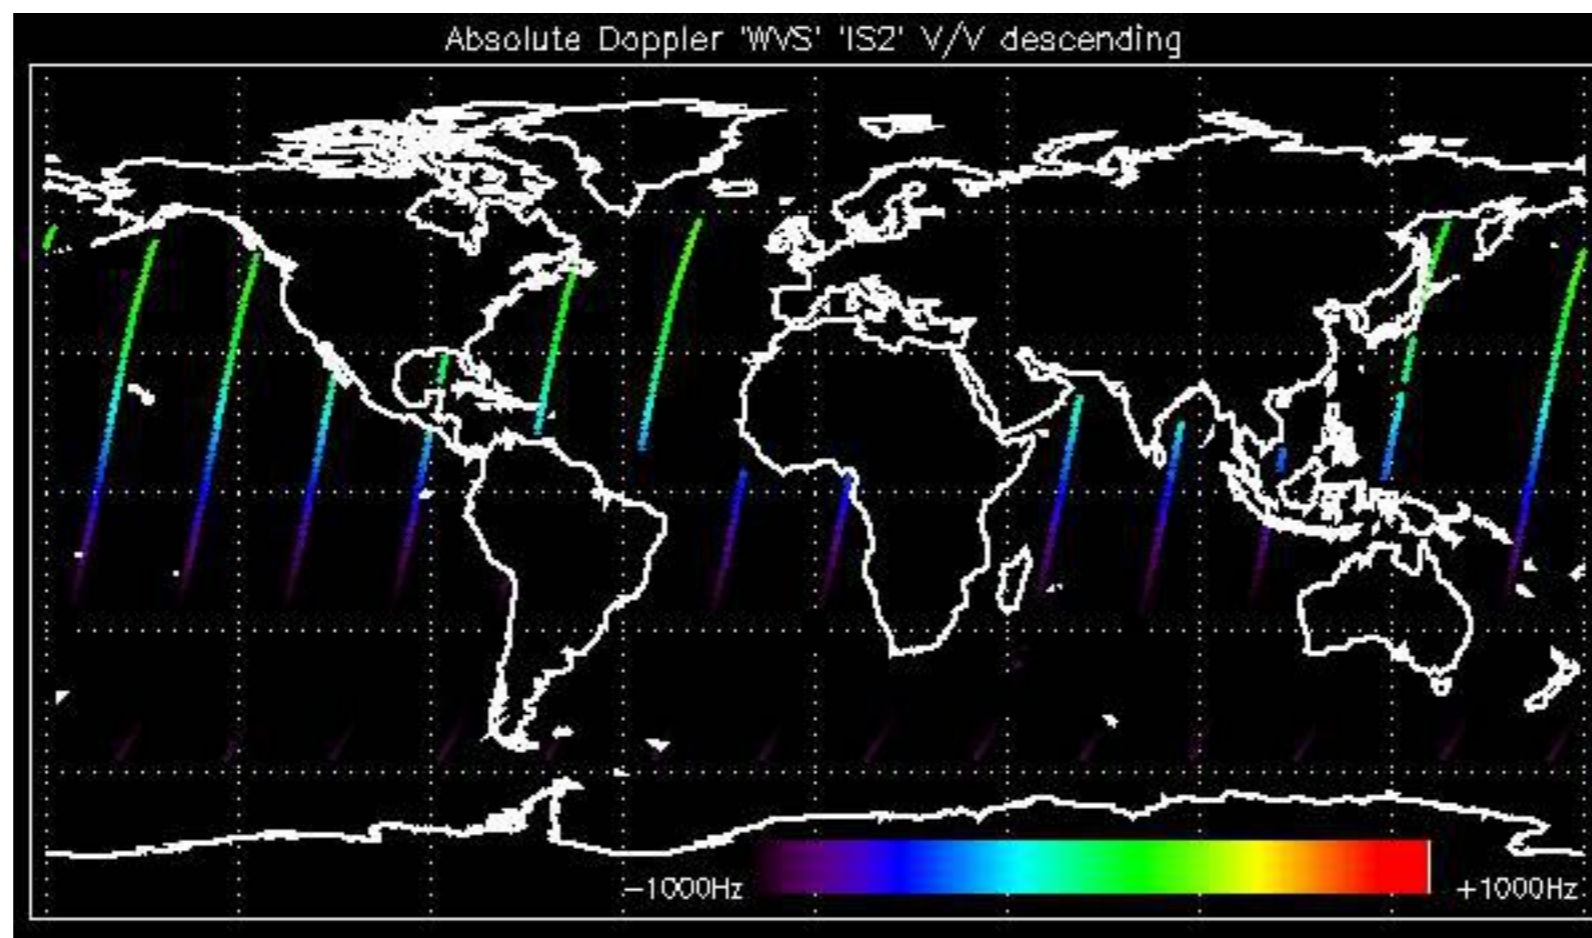 Absolute Doppler 'WVS' 'IS2' V/V descending
-1000Hz +1000Hz